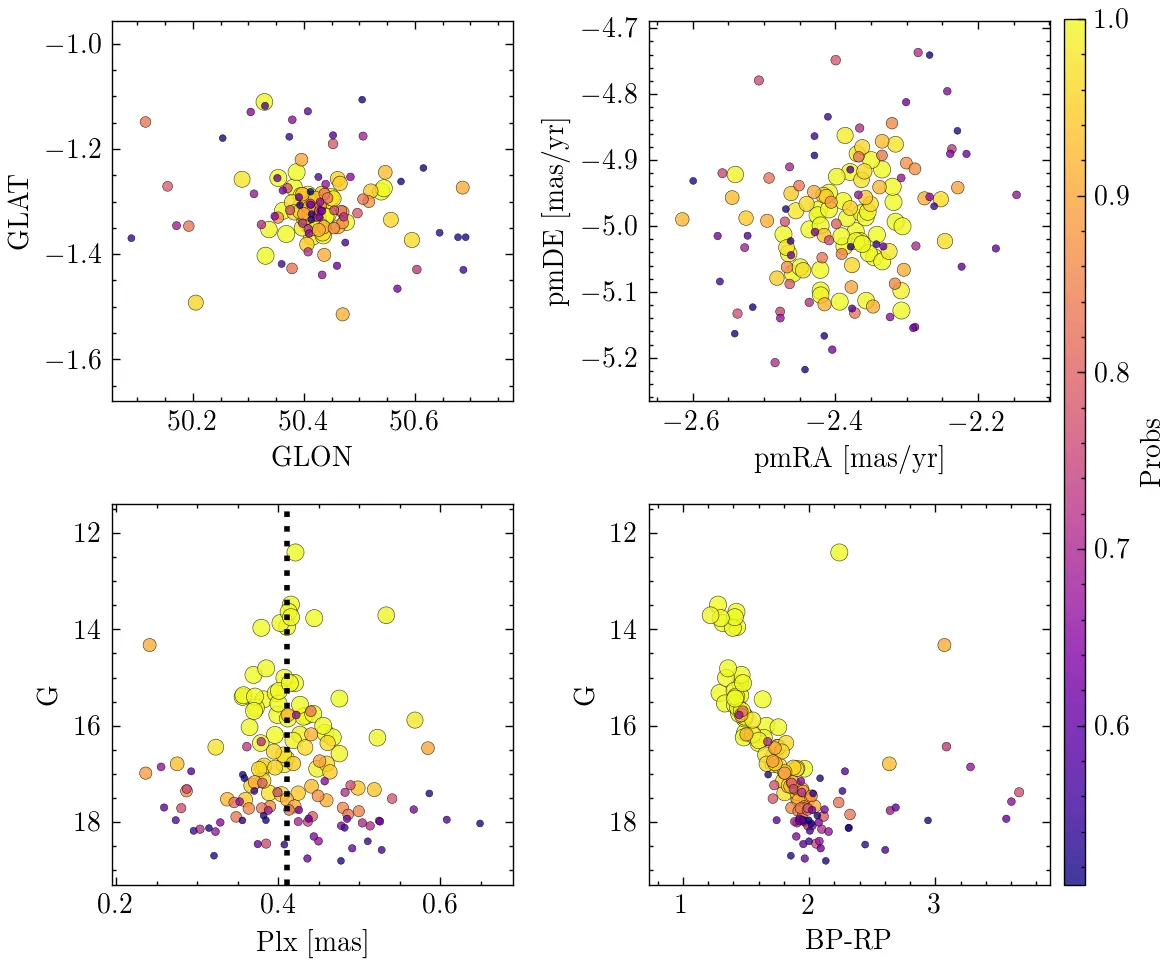 −1.0
−1.2
−1.4
−1.6
GLAT
50.2 50.4 50.6
GLON
−4.7
−4.8
−4.9
−5.0
−5.1
−5.2
pmDE [mas/yr]
−2.6 −2.4 −2.2
pmRA [mas/yr]
12
14
16
18
G
0.2 0.4 0.6
Plx [mas]
12
14
16
18
G
1 2 3
BP-RP
1.0
0.9
0.8
0.7
0.6
Probs